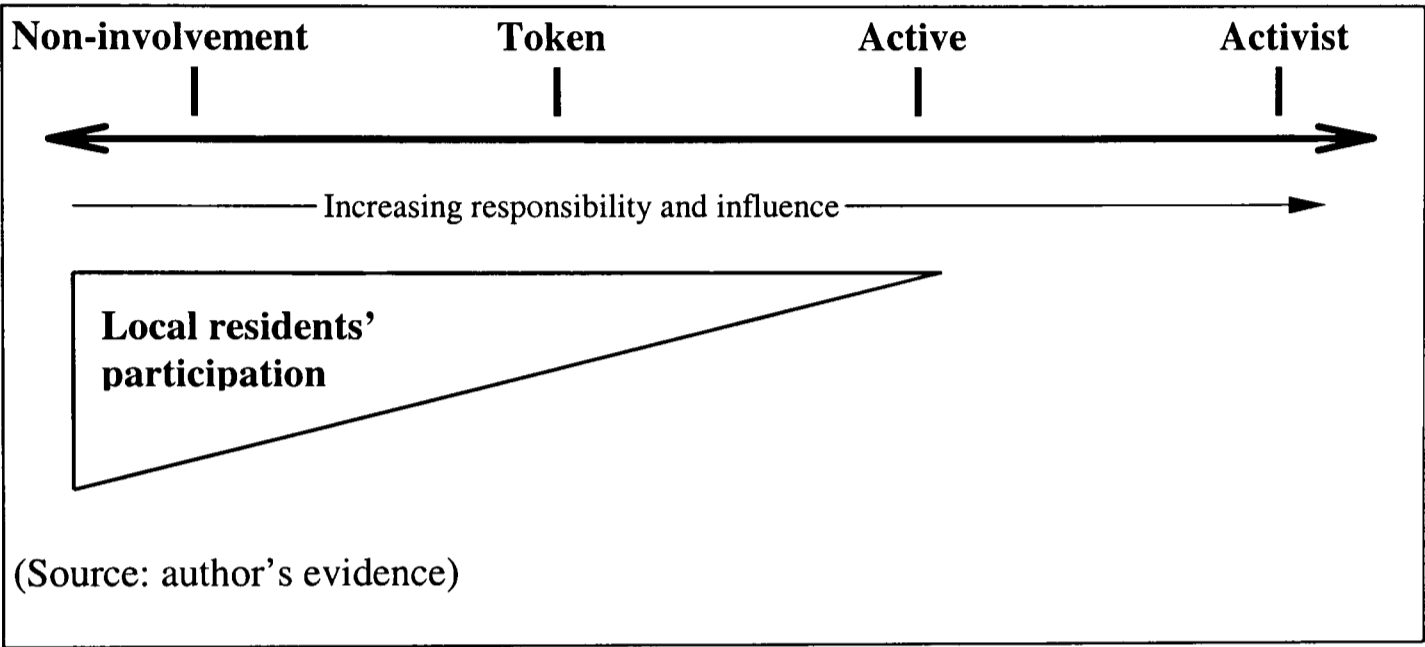 Non-involvement Token Active Activist
Increasing responsibility and influence
Local residents’
participation
(Source: author’s evidence)